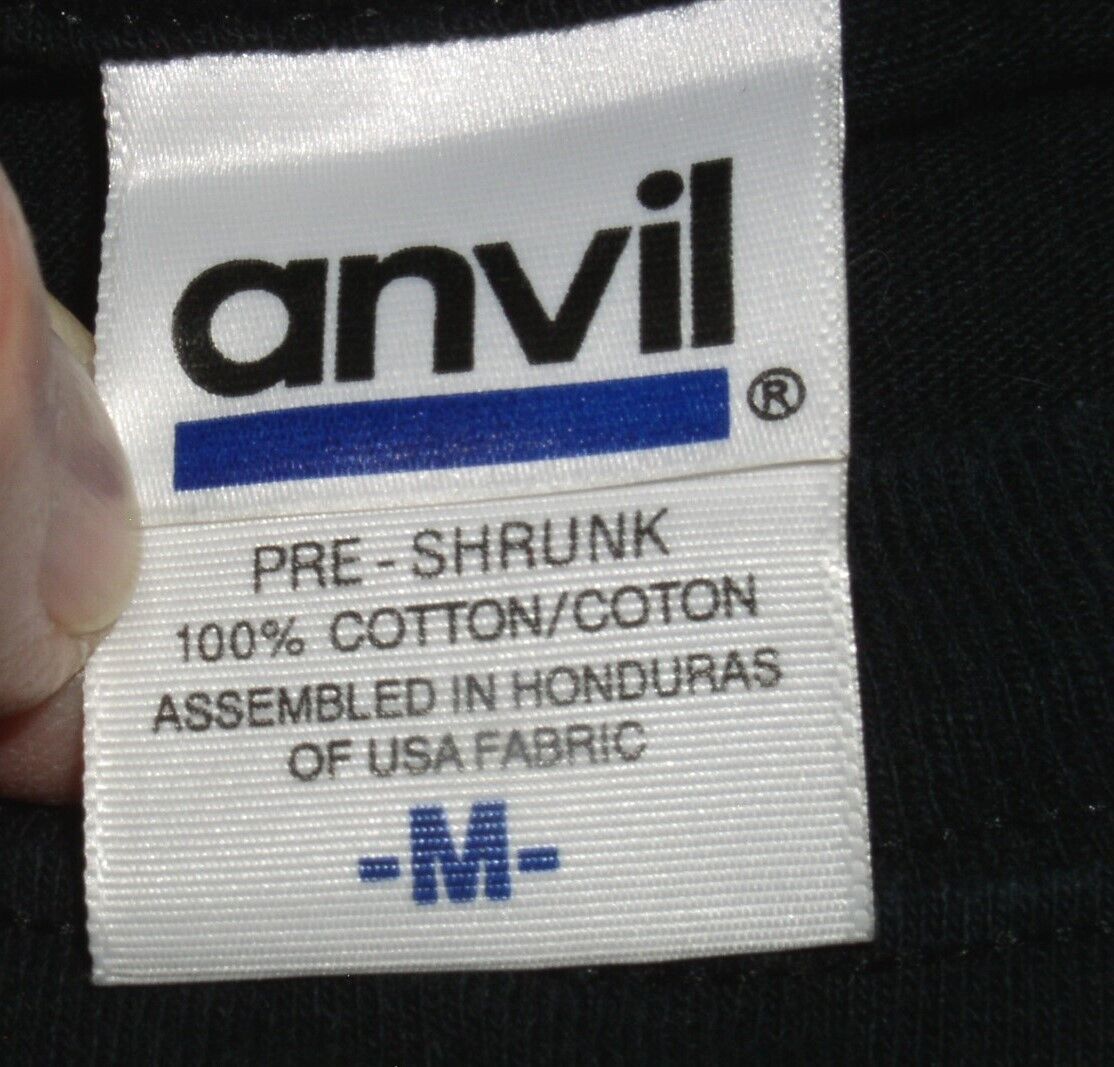 anvil
®
PRE-SHRUNK
100% COTTON/COTON
ASSEMBLED IN HONDURAS
OF USA FABRIC
-M-